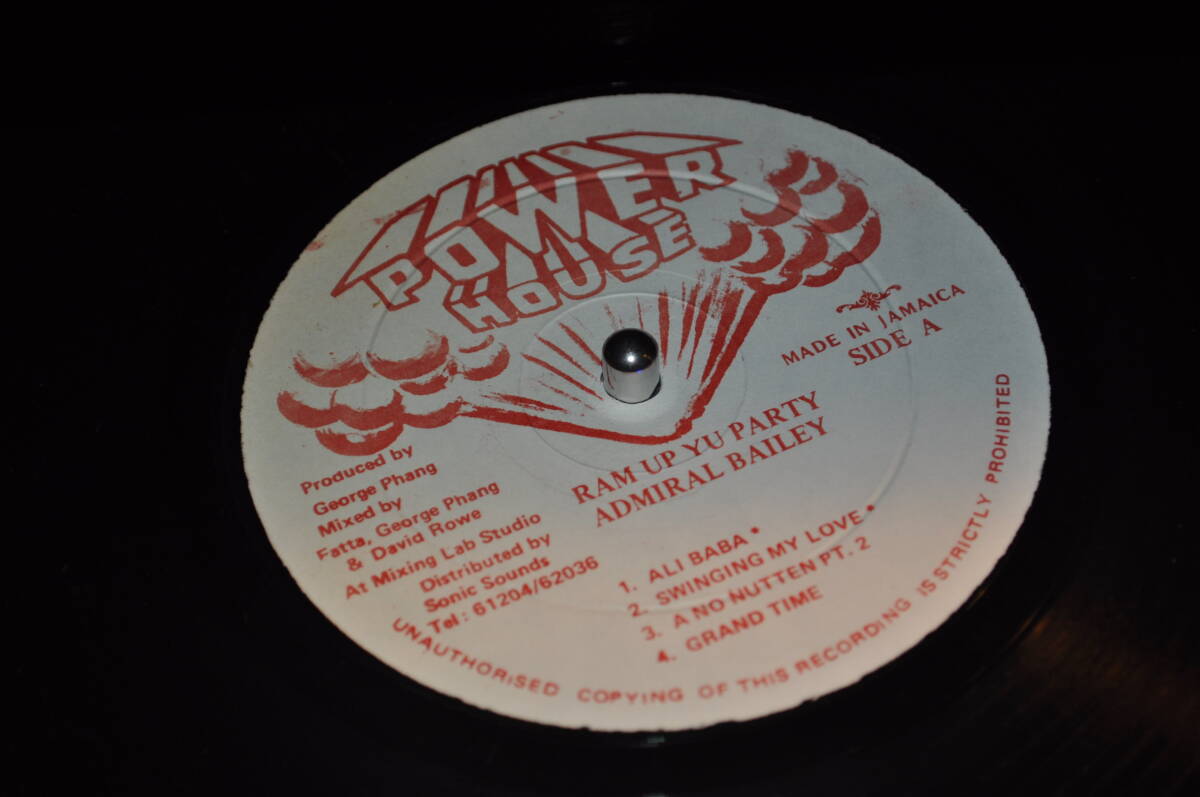 POWER
HOUSE
MADE IN JAMAICA
SIDE A
Produced by
George Phang
Mixed by
Fatta, George Phang
& David Rowe
At Mixing Lab Studio
Distributed by
Sonic Sounds
Tel: 61204/62036
RAM UP YU PARTY
ADMIRAL BAILEY
1. ALI BABA •
2. SWINGING MY LOVE •
3. A NO NUTTEN PT. 2
4. GRAND TIME
UNAUTHORISED COPYING OF THIS RECORDING IS STRICTLY PROHIBITED